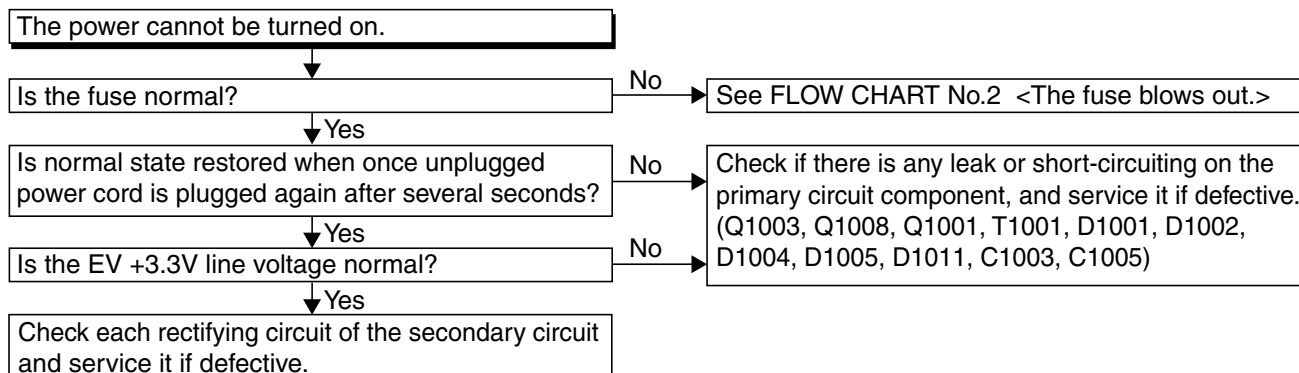 The power cannot be turned on.
Is the fuse normal?
No
See FLOW CHART No.2 <The fuse blows out.>
Yes
Is normal state restored when once unplugged
power cord is plugged again after several seconds?
No
Check if there is any leak or short-circuiting on the
primary circuit component, and service it if defective.
(Q1003, Q1008, Q1001, T1001, D1001, D1002,
D1004, D1005, D1011, C1003, C1005)
Yes
Is the EV +3.3V line voltage normal?
No
Yes
Check each rectifying circuit of the secondary circuit
and service it if defective.